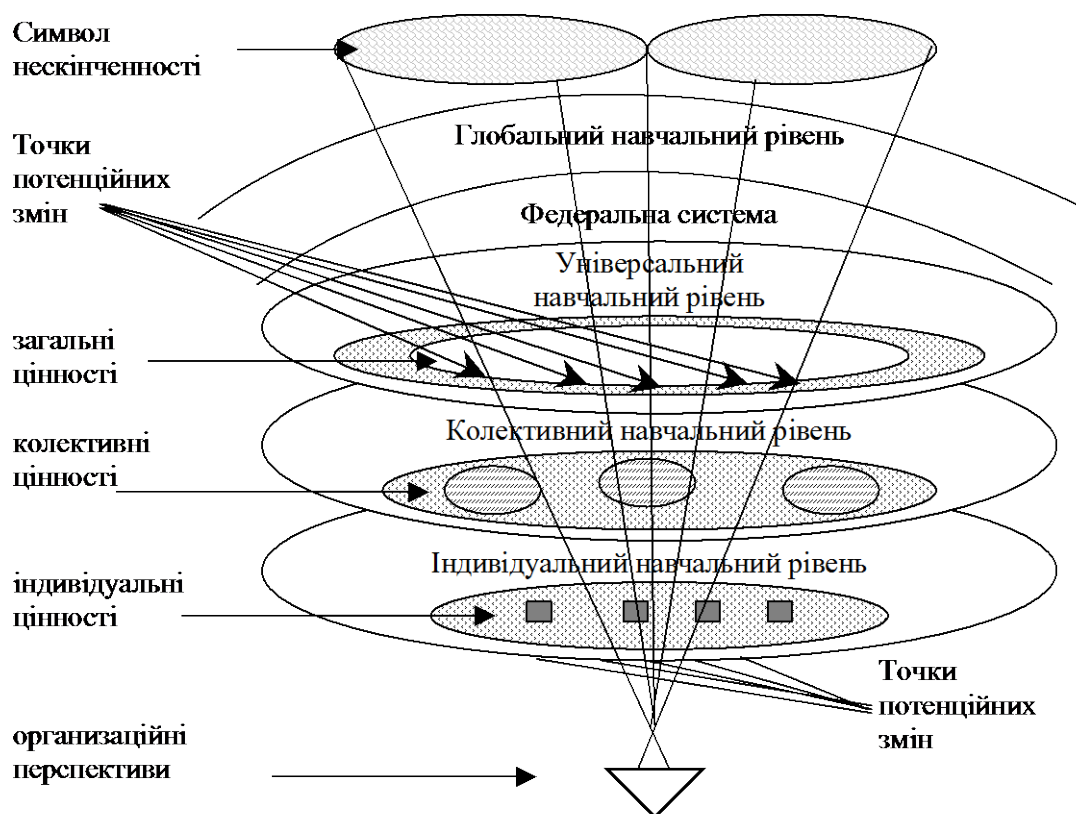 Символ
нескінченності
Глобальний навчальний рівень
Точки
потенційних
змін
Федеральна система
Універсальний
навчальний рівень
загальні
цінності
Колективний навчальний рівень
колективні
цінності
Індивідуальний навчальний рівень
індивідуальні
цінності
Точки
потенційних
змін
организаційні
перспективи